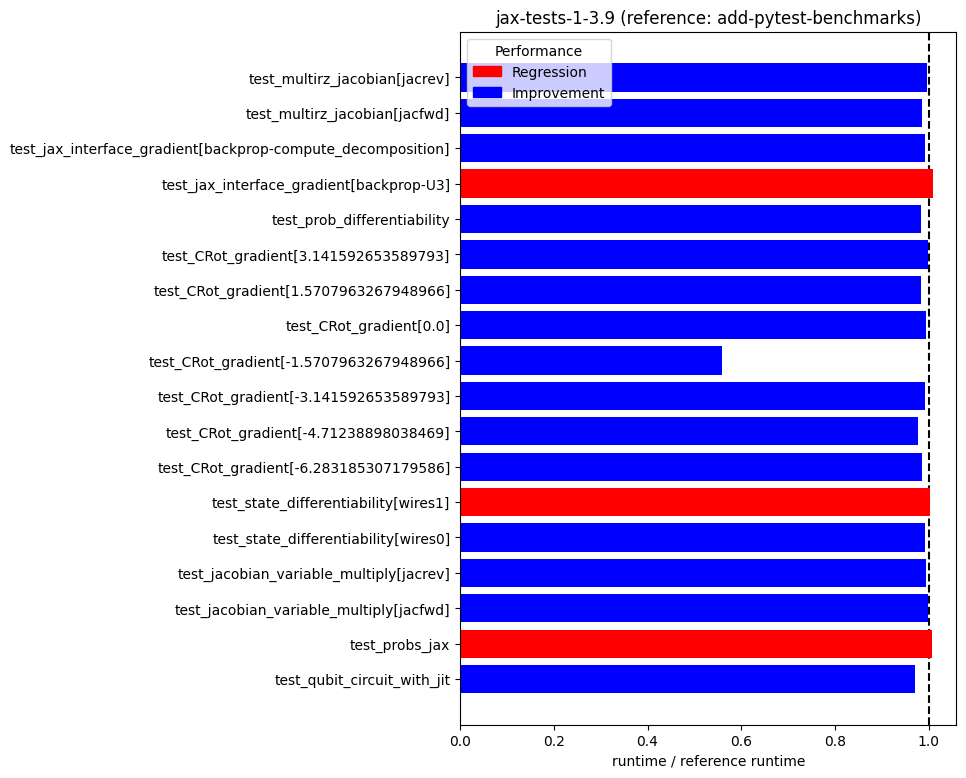 jax-tests-1-3.9 (reference: add-pytest-benchmarks)
Performance
Regression
Improvement
test_multirz_jacobian[jacrev]
test_multirz_jacobian[jacfwd]
test_jax_interface_gradient[backprop-compute_decomposition]
test_jax_interface_gradient[backprop-U3]
test_prob_differentiability
test_CRot_gradient[3.141592653589793]
test_CRot_gradient[1.5707963267948966]
test_CRot_gradient[0.0]
test_CRot_gradient[-1.5707963267948966]
test_CRot_gradient[-3.141592653589793]
test_CRot_gradient[-4.71238898038469]
test_CRot_gradient[-6.283185307179586]
test_state_differentiability[wires1]
test_state_differentiability[wires0]
test_jacobian_variable_multiply[jacrev]
test_jacobian_variable_multiply[jacfwd]
test_probs_jax
test_qubit_circuit_with_jit
0.0 0.2 0.4 0.6 0.8 1.0
runtime / reference runtime